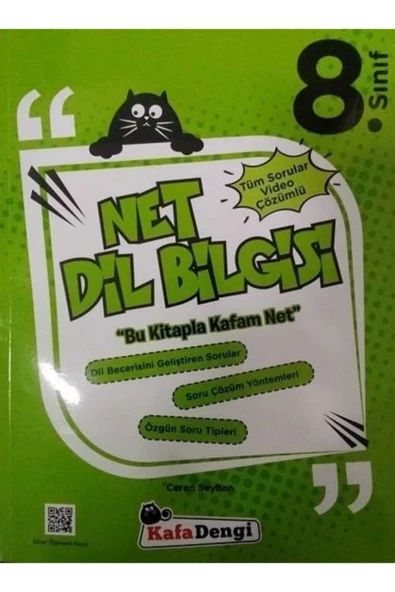 8.
Sınıf
Tüm Sorular
Video
Çözümlü
NET
DİL BİLGİSİ
"Bu Kitapla Kafam Net"
Dil Becerisini Geliştiren Sorular
Soru Çözüm Yöntemleri
Özgün Soru Tipleri
Ceren Seyhan
KafaDengi